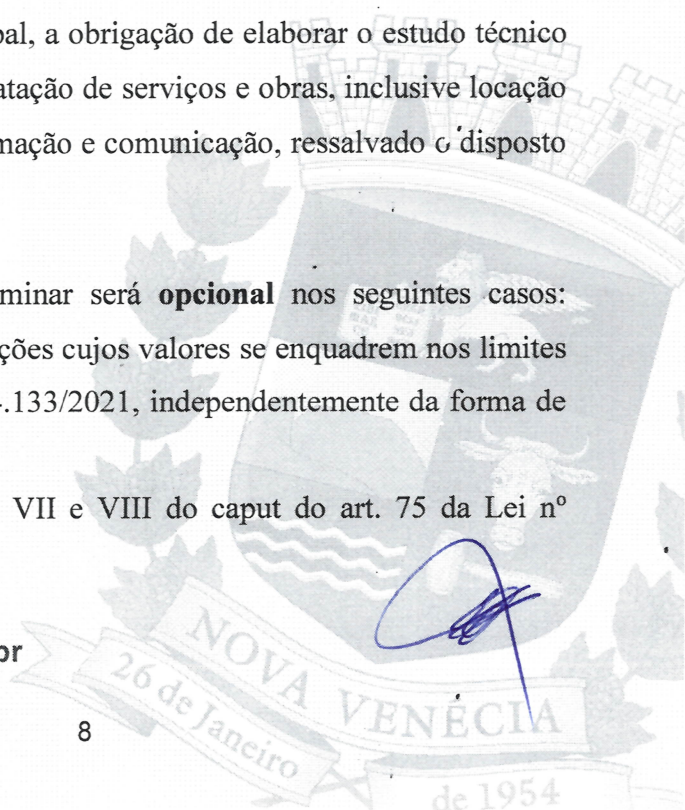 pal, a obrigação de elaborar o estudo técnico
atação de serviços e obras, inclusive locação
mação e comunicação, ressalvado o disposto
minar será opcional nos seguintes casos:
ções cujos valores se enquadrem nos limites
.133/2021, independentemente da forma de
VII e VIII do caput do art. 75 da Lei nº
or
NOVA VENÉCIA
26 de Janeiro
de 1954
8